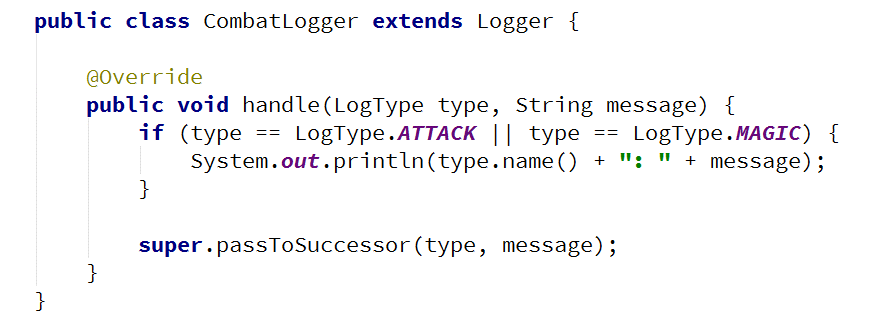 public class CombatLogger extends Logger {
@Override
public void handle(LogType type, String message) {
if (type == LogType.ATTACK || type == LogType.MAGIC) {
System.out.println(type.name() + ": " + message);
}
super.passToSuccessor(type, message);
}
}